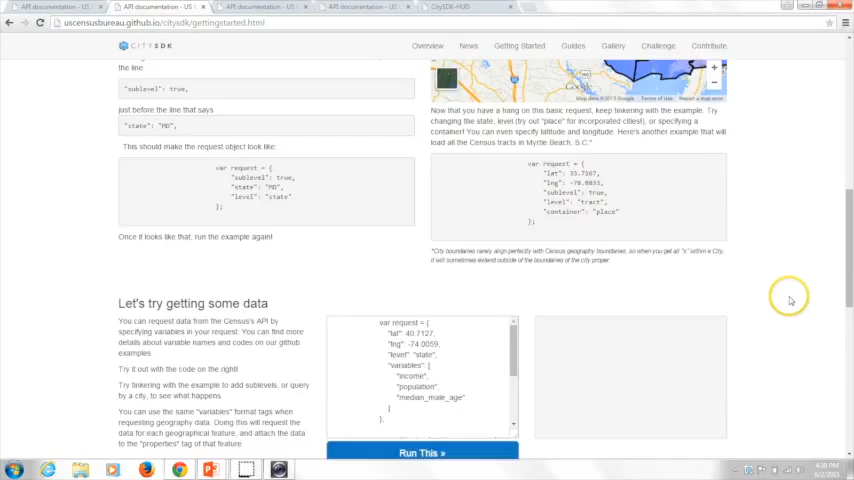 API documentation - US C
API documentation - US C
API documentation - US C
API documentation - US C
CitySDK-HUD
uscensusbureau.github.io/citysdk/gettingstarted.html
CITYSDK
Overview
News
Getting Started
Guides
Gallery
Challenge
Contribute
the line
"sublevel": true,
just before the line that says
"state": "MD",
This should make the request object look like:
var request = {
"sublevel": true,
"state": "MD",
"level": "state"
};
Once it looks like that, run the example again!
Google
Map data ©2015 Google
Terms of Use
Report a map error
Now that you have a hang on this basic request, keep tinkering with the example. Try
changing the state, level (try out "place" for incorporated cities!), or specifying a
container! You can even specify latitude and longitude. Here's another example that will
load all the Census tracts in Myrtle Beach, S.C.*
var request = {
"lat": 33.7167,
"lng": -78.8833,
"sublevel": true,
"level": "tract",
"container": "place"
};
*City boundaries rarely align perfectly with Census geography boundaries, so when you get all "x" within a City,
it will sometimes extend outside of the boundaries of the city proper.
Let's try getting some data
You can request data from the Census's API by
specifying variables in your request. You can find more
details about variable names and codes on our github
examples.
Try it out with the code on the right!
Try tinkering with the example to add sublevels, or query
by a city, to see what happens.
You can use the same "variables" format tags when
requesting geography data. Doing this will request the
data for each geographical feature, and attach the data
to the "properties" tag of that feature.
var request = {
"lat": 40.7127,
"lng": -74.0059,
"level": "state",
"variables": [
"income",
"population",
"median_male_age"
]
};
Run This »
4:30 PM
6/2/2015